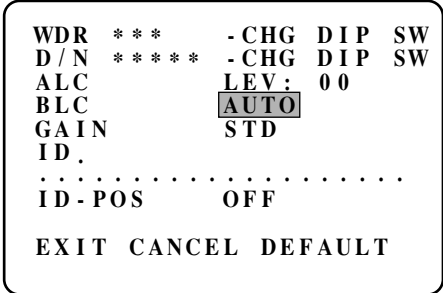 WDR *** -CHG DIP SW
D/N ***** -CHG DIP SW
ALC LEV: 00
BLC AUTO
GAIN STD
ID.
....................
ID-POS OFF
EXIT CANCEL DEFAULT